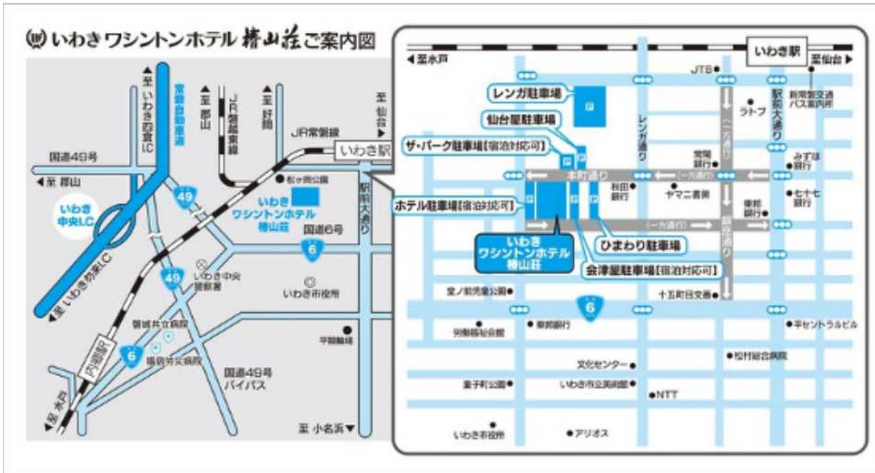 いわき ワシントンホテル 椿山荘 ご案内図
至 いわき四倉I.C
常磐自動車道
至 郡山
JR磐越東線
至 好間
至 仙台
JR常磐線
いわき駅
国道49号
至 郡山
松ヶ岡公園
49
いわき
中央I.C
いわき
ワシントンホテル
椿山荘
駅前大通り
国道6号
6
49
いわき中央
警察署
いわき市役所
至 いわき勿来I.C
磐城共立病院
平競輪場
6
福島労災病院
内郷駅
国道49号
バイパス
至 水戸
至 小名浜
いわき駅
至 水戸
至 仙台
JTB
レンガ駐車場
P
ラトブ
駅前大通り
新常磐交通
バス案内所
仙台屋駐車場
レンガ通り
(一方通行)
ザ・パーク駐車場【宿泊対応可】
P
P
常陽
銀行
みずほ
銀行
本町通り
(一方通行)
ホテル駐車場【宿泊対応可】
P
P
P
秋田
銀行
ヤマニ書房
七十七
銀行
東邦
銀行
(一方通行)
銀座通り
いわき
ワシントンホテル
椿山荘
ひまわり駐車場
会津屋駐車場【宿泊対応可】
堂ノ前児童公園
6
十五町目交番
労働福祉会館
東邦銀行
平セントラルビル
文化センター
松村総合病院
童子町公園
いわき市立美術館
NTT
いわき市役所
アリオス